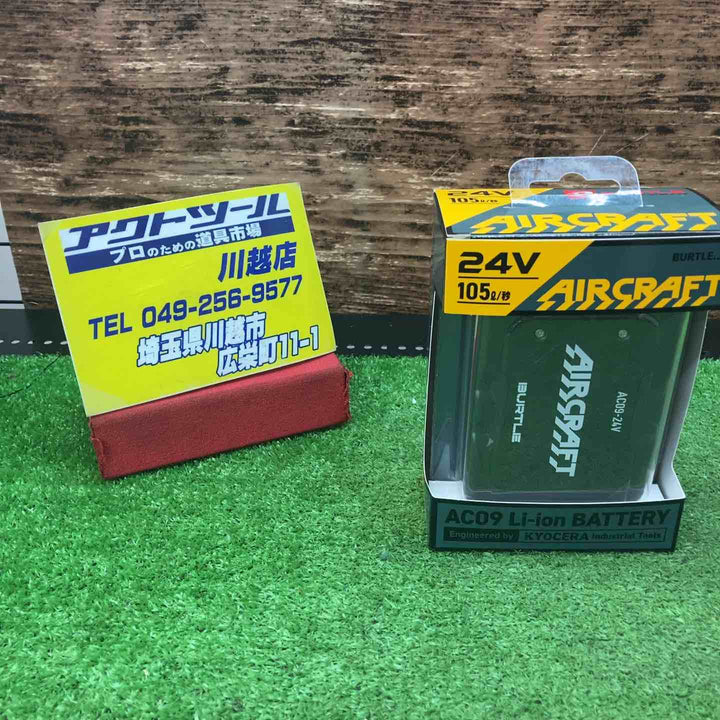 アクトツール
プロのための道具市場
川越店
TEL 049-256-9577
埼玉県川越市
広栄町11-1
24V
105ℓ/秒
AIRCRAFT
BURTLE
24V
105ℓ/秒
AIRCRAFT
AIRCRAFT
BURTLE
AC09-24V
AC09 Li-ion BATTERY
Engineered by KYOCERA Industrial Tools